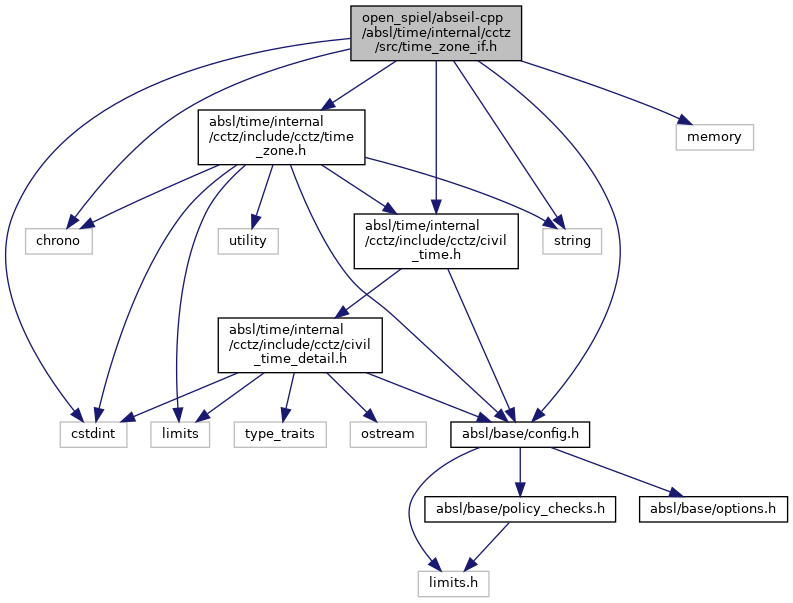 open_spiel/abseil-cpp
/absl/time/internal/cctz
/src/time_zone_if.h
absl/time/internal
/cctz/include/cctz/time
_zone.h
memory
chrono
utility
absl/time/internal
/cctz/include/cctz/civil
_time.h
string
absl/time/internal
/cctz/include/cctz/civil
_time_detail.h
cstdint
limits
type_traits
ostream
absl/base/config.h
absl/base/policy_checks.h
absl/base/options.h
limits.h